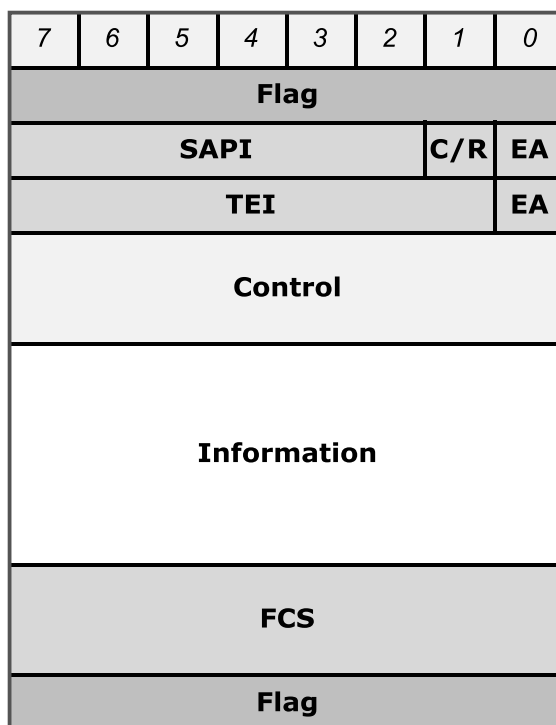 7 6 5 4 3 2 1 0
Flag
SAPI C/R EA
TEI EA
Control
Information
FCS
Flag